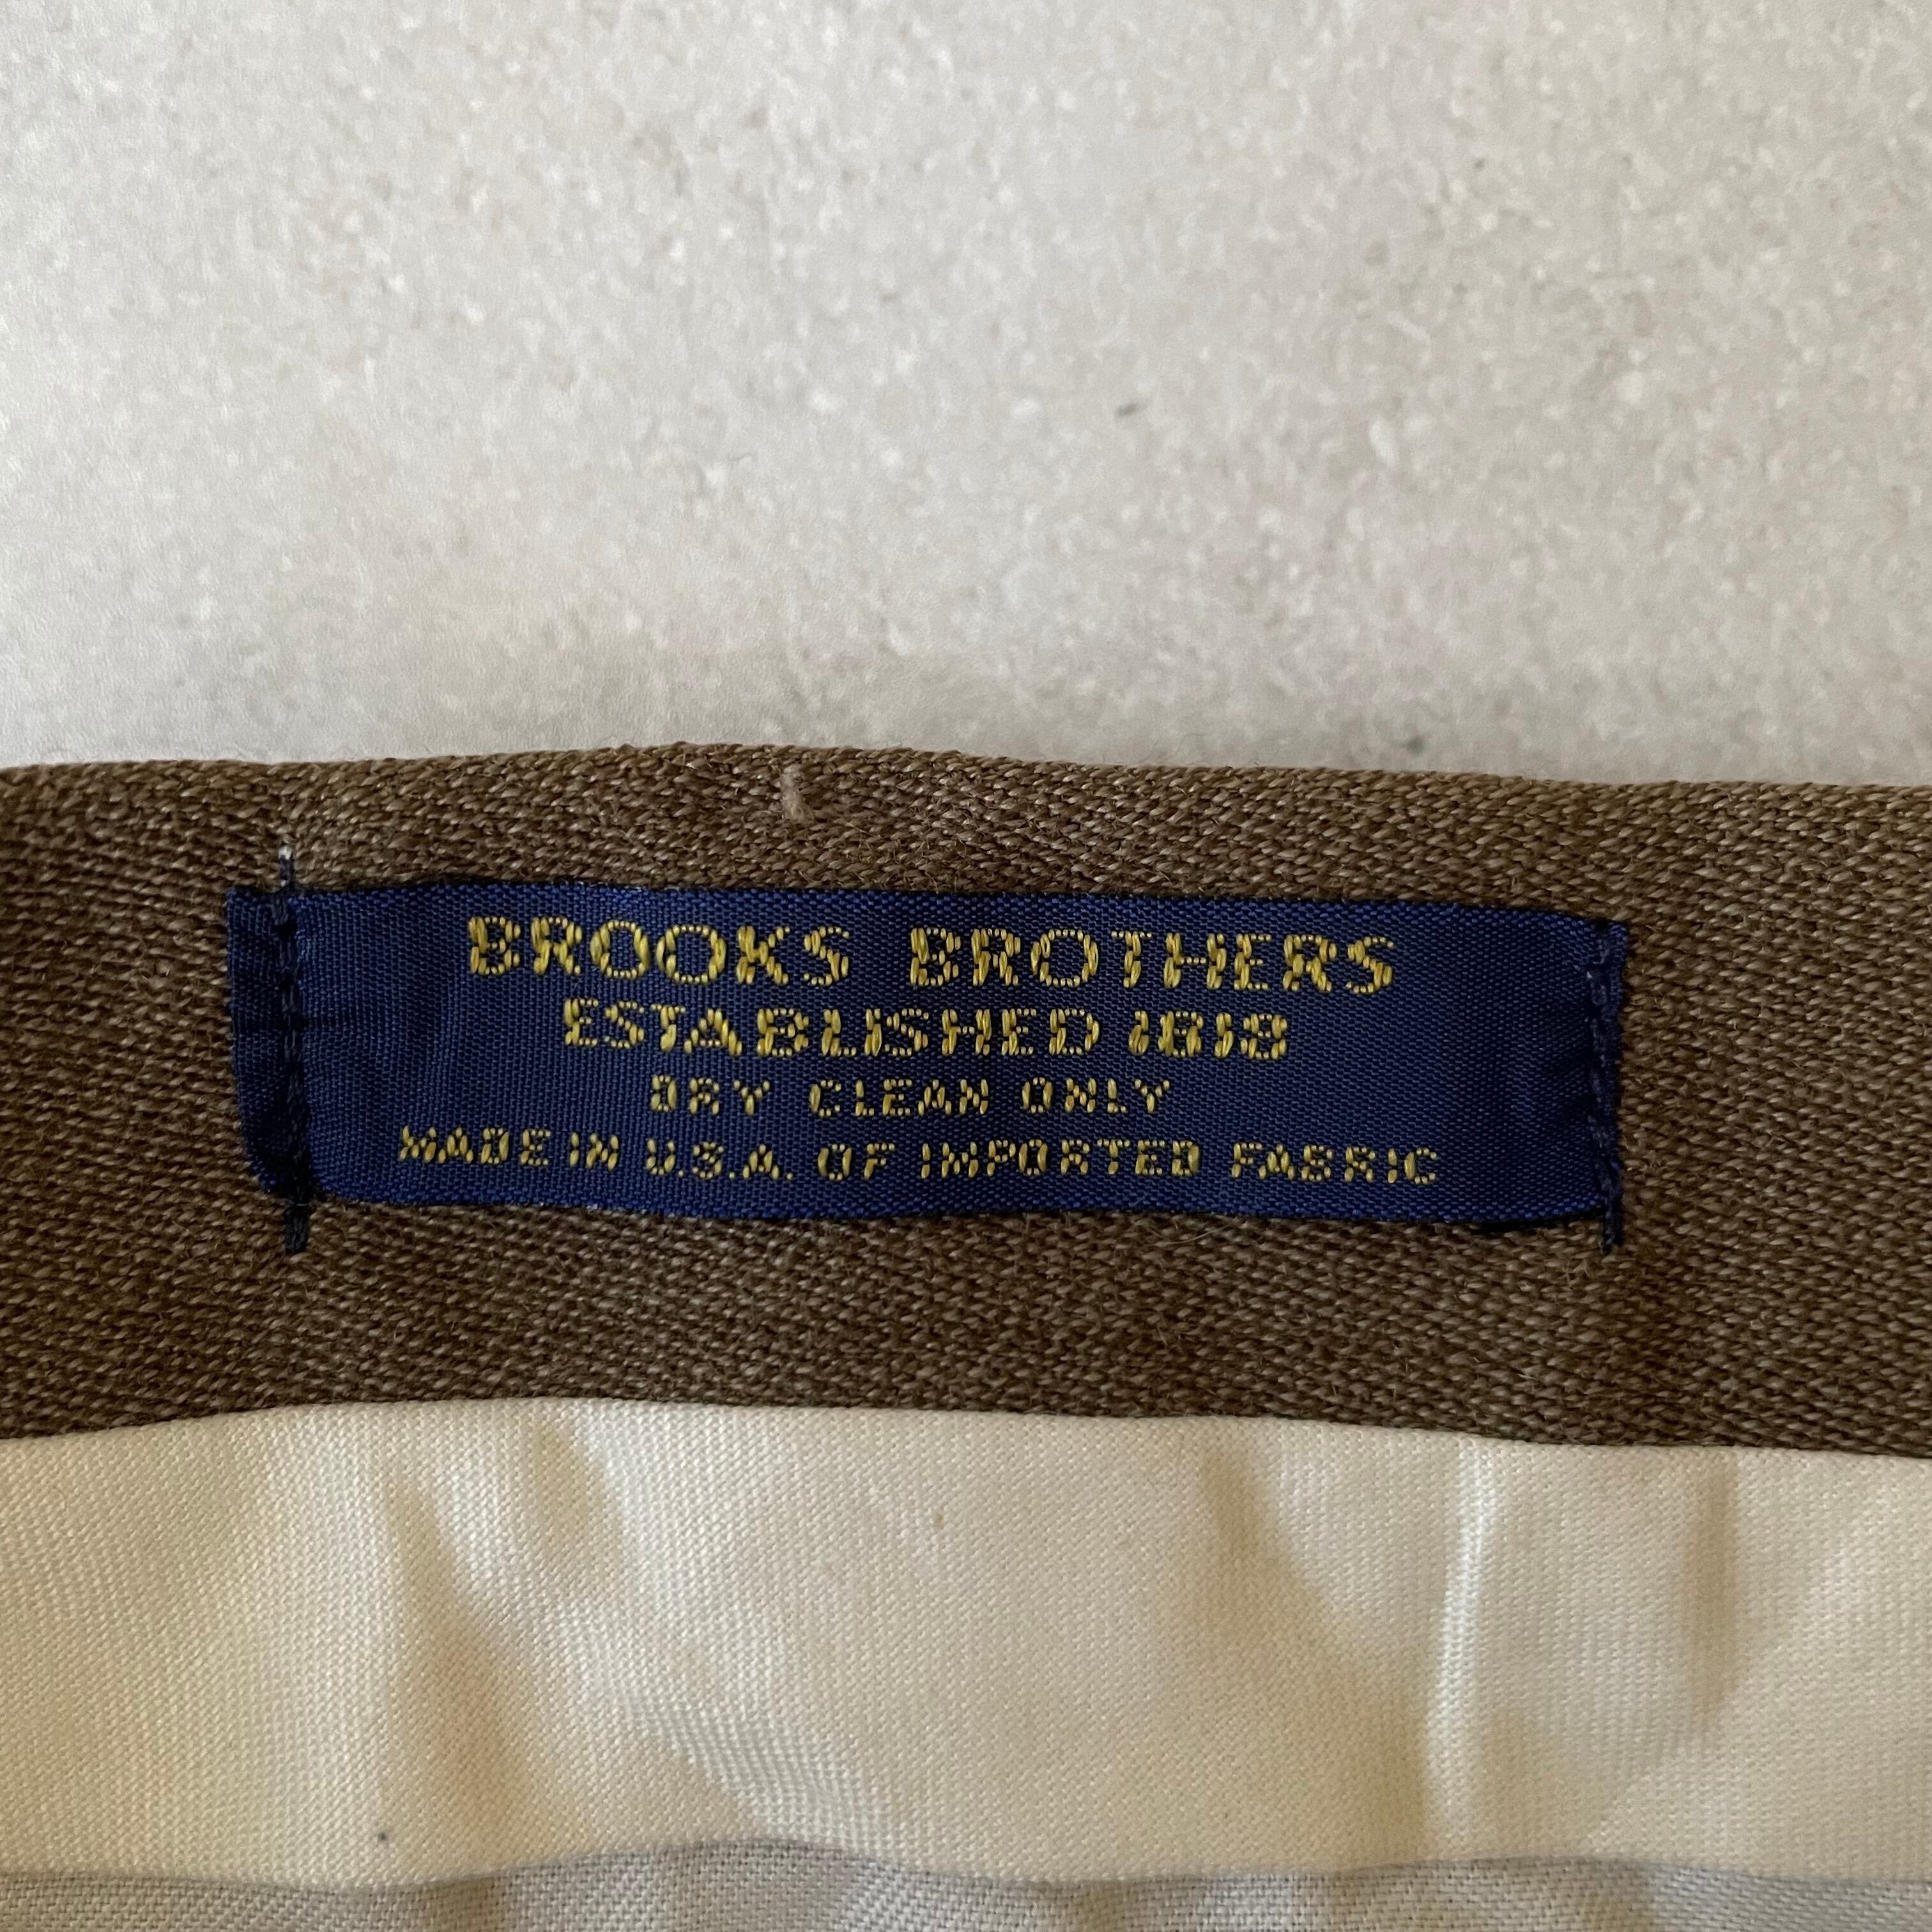 BROOKS BROTHERS
ESTABLISHED 1818
DRY CLEAN ONLY
MADE IN U.S.A. OF IMPORTED FABRIC